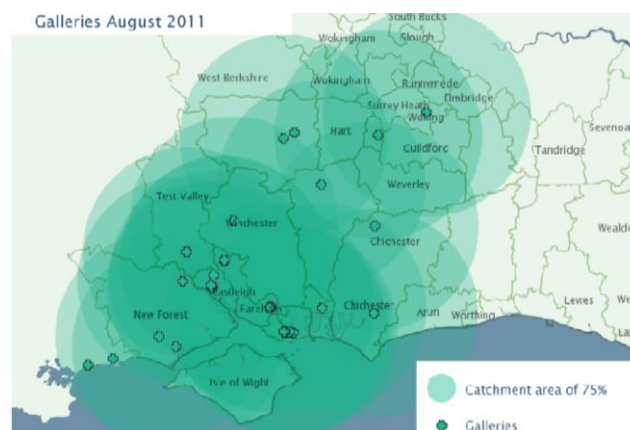 Galleries August 2011
South Bucks
Slough
Wokingham
West Berkshire
Wokingham
Runnymede
Elmbridge
Surrey Heath
Woking
Hart
Guildford
Tandridge
Sevenoa
Waverley
Test Valley
Winchester
Chichester
Wealde
Eastleigh
New Forest
Fareh
Chichester
Arun
Worthing
Lewes
Isle of Wight
Catchment area of 75%
Galleries